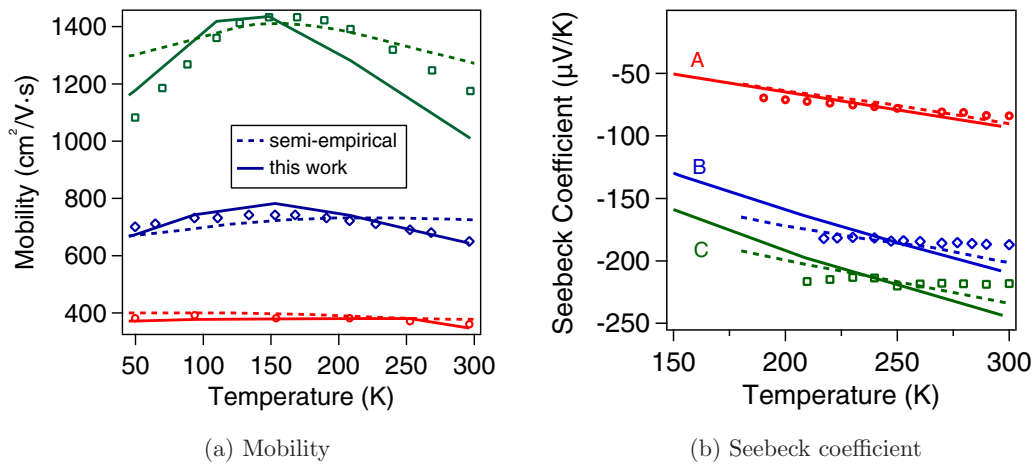 Mobility (cm²/V·s)
1400
1200
1000
800
600
400
semi-empirical
this work
50
100
150
200
250
300
Temperature (K)
(a) Mobility
Seebeck Coefficient (µV/K)
-50
-100
-150
-200
-250
A
B
C
150
200
250
300
Temperature (K)
(b) Seebeck coefficient